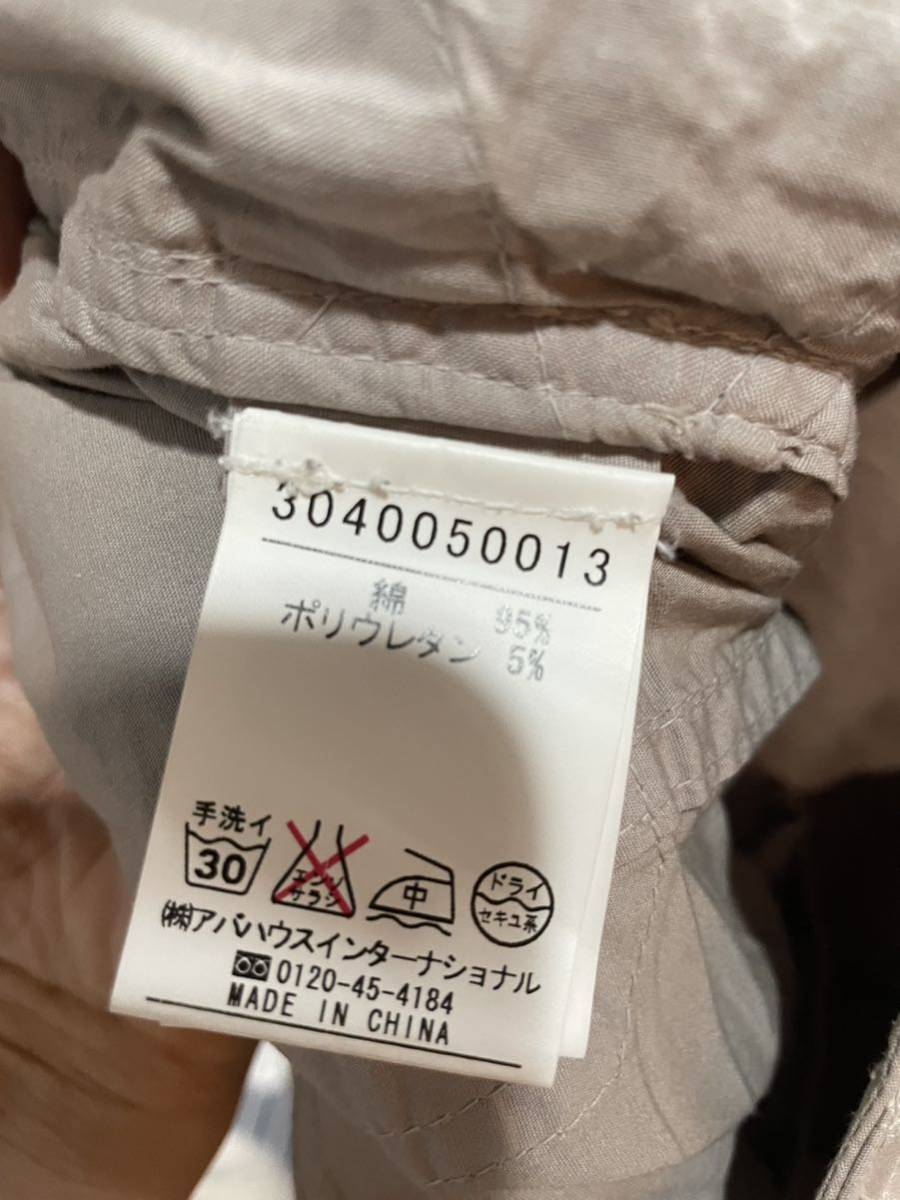 3040050013
綿 95%
ポリウレタン 5%
手洗イ
30 エンソサラシ 中 ドライ セキユ系
(株)アバハウスインターナショナル
0120-45-4184
MADE IN CHINA